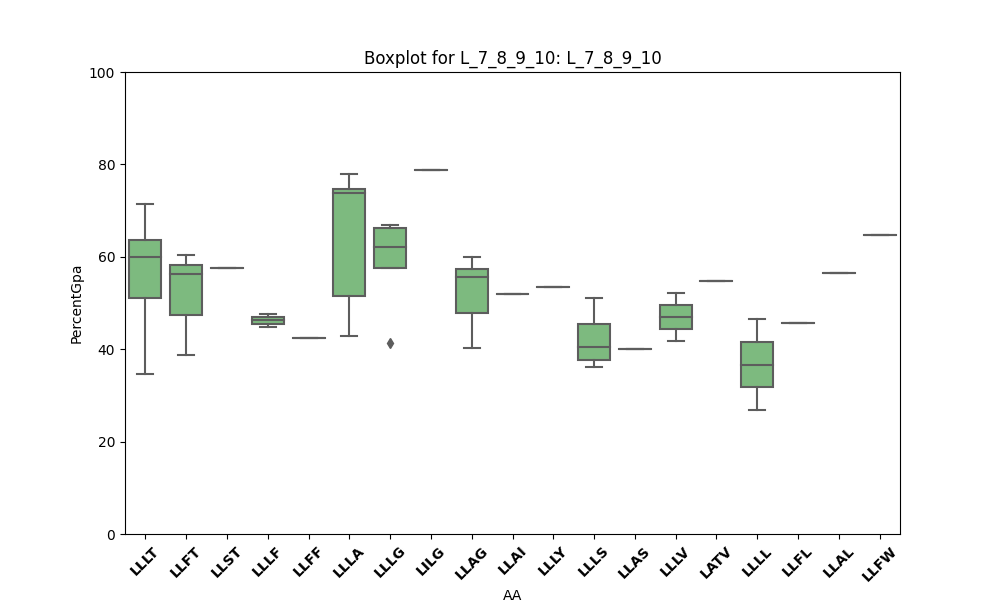 Boxplot for L_7_8_9_10: L_7_8_9_10
100
80
60
40
20
0
PercentGpa
LLLT LLFT LLST LLLF LLFF LLLA LLLG LILG LLAG LLAI LLLY LLLS LLAS LLLV LATV LLLL LLFL LLAL LLFW
AA